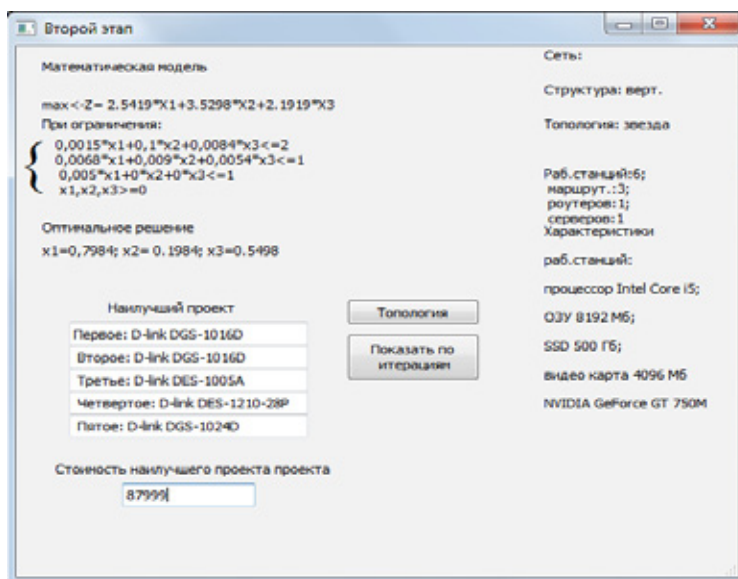 Второй этап
Математическая модель
max<-Z= 2.5419*X1+3.5298*X2+2.1919*X3
При ограничения:
{
0,0015*x1+0,1*x2+0,0084*x3<=2
0,0068*x1+0,009*x2+0,0054*x3<=1
0,005*x1+0*x2+0*x3<=1
x1,x2,x3>=0
Оптимальное решение
x1=0,7984; x2= 0.1984; x3=0.5498
Наилучший проект
Первое: D-link DGS-1016D
Второе: D-link DGS-1016D
Третье: D-link DES-1005A
Четвертое: D-link DES-1210-28P
Пятое: D-link DGS-1024D
Топология
Показать по
итерациям
Стоимость наилучшего проекта проекта
87999
Сеть:
Структура: верт.
Топология: звезда
Раб.станций:6;
маршрут.:3;
роутеров:1;
серверов:1
Характеристики
раб.станций:
процессор Intel Core i5;
ОЗУ 8192 Мб;
SSD 500 Гб;
видео карта 4096 Мб
NVIDIA GeForce GT 750M